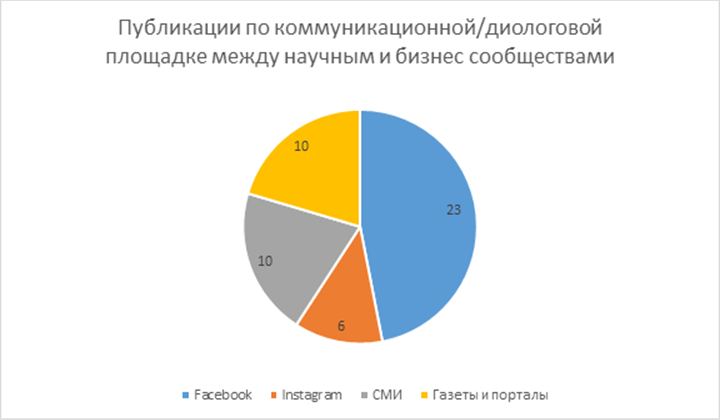 Публикации по коммуникационной/диологовой
площадке между научным и бизнес сообществами
10
23
10
6
Facebook Instagram СМИ Газеты и порталы